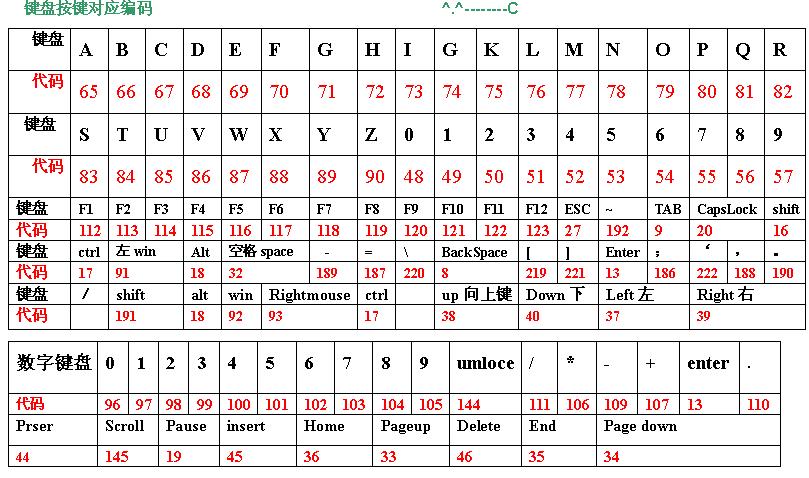 键盘按键对应编码 ^.^--------C
键盘 A B C D E F G H I G K L M N O P Q R
代码 65 66 67 68 69 70 71 72 73 74 75 76 77 78 79 80 81 82
键盘 S T U V W X Y Z 0 1 2 3 4 5 6 7 8 9
代码 83 84 85 86 87 88 89 90 48 49 50 51 52 53 54 55 56 57
键盘 F1 F2 F3 F4 F5 F6 F7 F8 F9 F10 F11 F12 ESC ~ TAB CapsLock shift
代码 112 113 114 115 116 117 118 119 120 121 122 123 27 192 9 20 16
键盘 ctrl 左 win Alt 空格 space - = \ BackSpace [ ] Enter ; ‘ , 。
代码 17 91 18 32 189 187 220 8 219 221 13 186 222 188 190
键盘 / shift alt win Rightmouse ctrl up 向上键 Down 下 Left 左 Right 右
代码 191 18 92 93 17 38 40 37 39
数字键盘 0 1 2 3 4 5 6 7 8 9 umloce / * - + enter .
代码 96 97 98 99 100 101 102 103 104 105 144 111 106 109 107 13 110
Prser Scroll Pause insert Home Pageup Delete End Page down
44 145 19 45 36 33 46 35 34